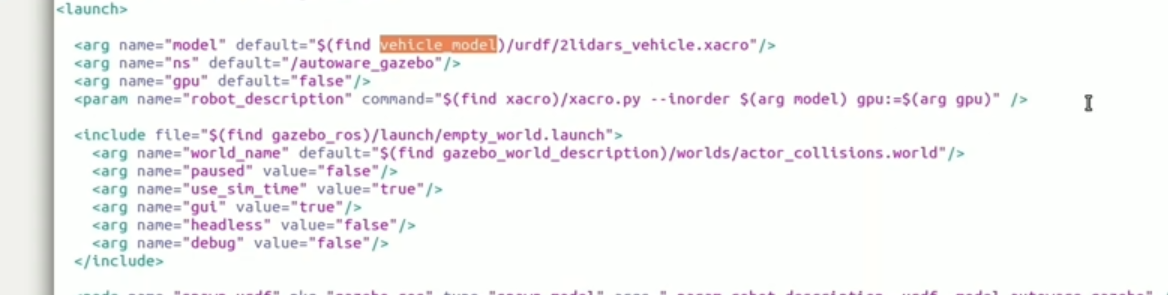 <launch>
<arg name="model" default="$(find vehicle_model)/urdf/2lidars_vehicle.xacro"/>
<arg name="ns" default="/autoware_gazebo"/>
<arg name="gpu" default="false"/>
<param name="robot_description" command="$(find xacro)/xacro.py --inorder $(arg model) gpu:=$(arg gpu)" />
<include file="$(find gazebo_ros)/launch/empty_world.launch">
<arg name="world_name" default="$(find gazebo_world_description)/worlds/actor_collisions.world"/>
<arg name="paused" value="false"/>
<arg name="use_sim_time" value="true"/>
<arg name="gui" value="true"/>
<arg name="headless" value="false"/>
<arg name="debug" value="false"/>
</include>